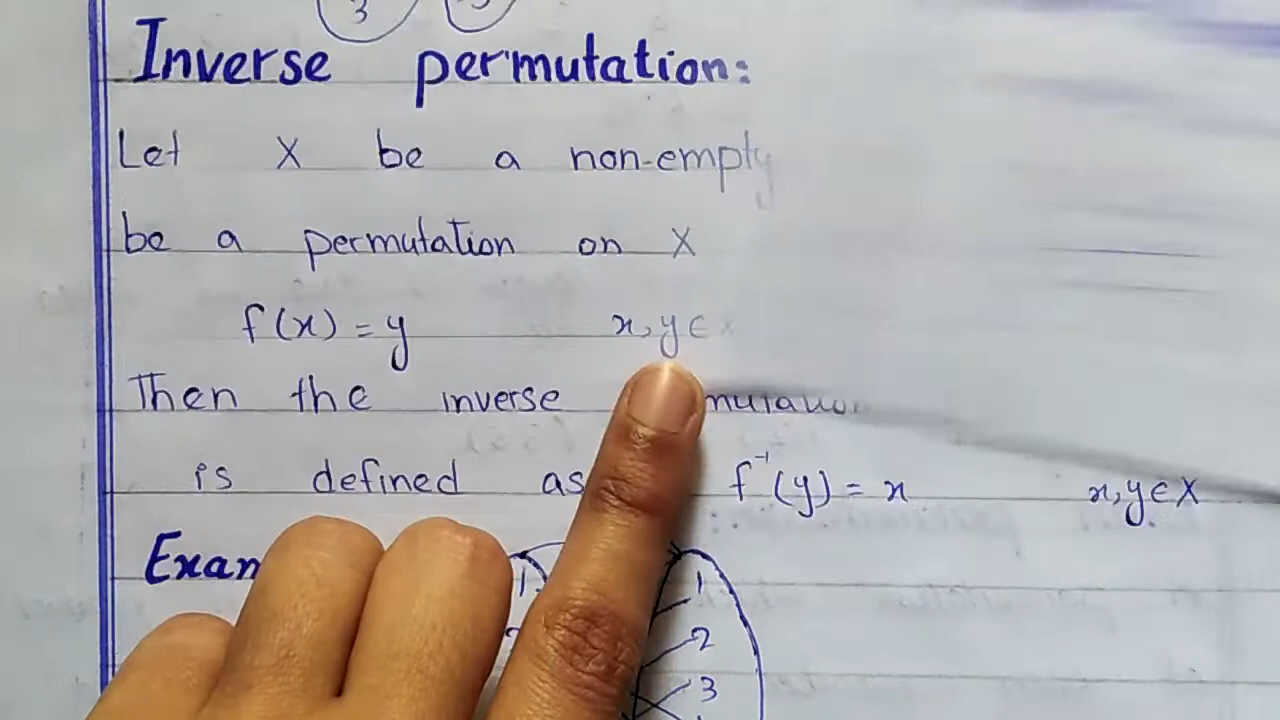 3
Inverse permutation:
Let X be a non-empty
be a permutation on X
f(x) = y x, y ∈ X
Then the inverse
is defined as f⁻¹(y) = x x, y ∈ X
1 1
2
3